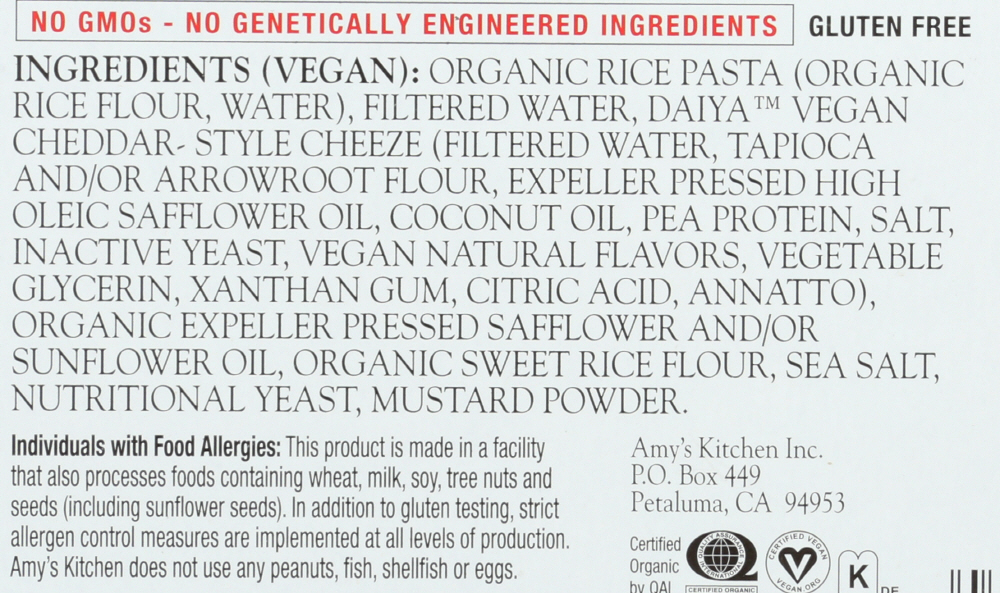 NO GMOs - NO GENETICALLY ENGINEERED INGREDIENTS GLUTEN FREE
INGREDIENTS (VEGAN): ORGANIC RICE PASTA (ORGANIC
RICE FLOUR, WATER), FILTERED WATER, DAIYA™ VEGAN
CHEDDAR- STYLE CHEEZE (FILTERED WATER, TAPIOCA
AND/OR ARROWROOT FLOUR, EXPELLER PRESSED HIGH
OLEIC SAFFLOWER OIL, COCONUT OIL, PEA PROTEIN, SALT,
INACTIVE YEAST, VEGAN NATURAL FLAVORS, VEGETABLE
GLYCERIN, XANTHAN GUM, CITRIC ACID, ANNATTO),
ORGANIC EXPELLER PRESSED SAFFLOWER AND/OR
SUNFLOWER OIL, ORGANIC SWEET RICE FLOUR, SEA SALT,
NUTRITIONAL YEAST, MUSTARD POWDER.
Individuals with Food Allergies: This product is made in a facility
that also processes foods containing wheat, milk, soy, tree nuts and
seeds (including sunflower seeds). In addition to gluten testing, strict
allergen control measures are implemented at all levels of production.
Amy's Kitchen does not use any peanuts, fish, shellfish or eggs.
Amy's Kitchen Inc.
P.O. Box 449
Petaluma, CA 94953
Certified
Organic
by QAI
QUALITY ASSURANCE
INTERNATIONAL
CERTIFIED ORGANIC
CERTIFIED VEGAN
V
VEGAN.ORG
K
DE